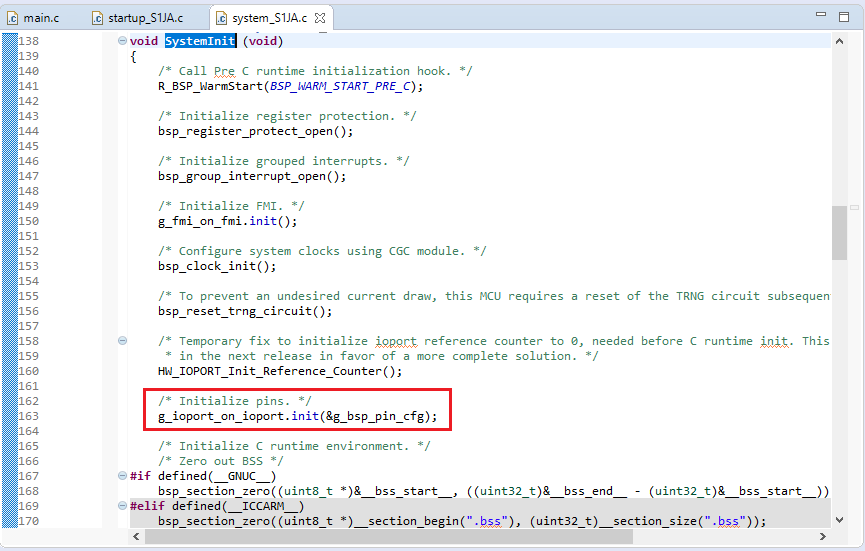 main.c startup_S1JA.c system_S1JA.c
138 void SystemInit (void)
139 {
140 /* Call Pre C runtime initialization hook. */
141 R_BSP_WarmStart(BSP_WARM_START_PRE_C);
142
143 /* Initialize register protection. */
144 bsp_register_protect_open();
145
146 /* Initialize grouped interrupts. */
147 bsp_group_interrupt_open();
148
149 /* Initialize FMI. */
150 g_fmi_on_fmi.init();
151
152 /* Configure system clocks using CGC module. */
153 bsp_clock_init();
154
155 /* To prevent an undesired current draw, this MCU requires a reset of the TRNG circuit subsequen
156 bsp_reset_trng_circuit();
157
158 /* Temporary fix to initialize ioport reference counter to 0, needed before C runtime init. This
159 * in the next release in favor of a more complete solution. */
160 HW_IOPORT_Init_Reference_Counter();
161
162 /* Initialize pins. */
163 g_ioport_on_ioport.init(&g_bsp_pin_cfg);
164
165 /* Initialize C runtime environment. */
166 /* Zero out BSS */
167 #if defined(__GNUC__)
168 bsp_section_zero((uint8_t *)&__bss_start__, ((uint32_t)&__bss_end__ - (uint32_t)&__bss_start__))
169 #elif defined(__ICCARM__)
170 bsp_section_zero((uint8_t *)__section_begin(".bss"), (uint32_t)__section_size(".bss"));